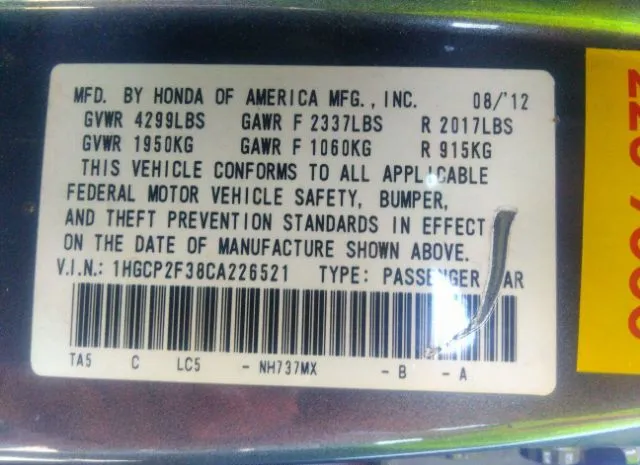 MFD. BY HONDA OF AMERICA MFG., INC. 08/'12
GVWR 4299LBS GAWR F 2337LBS R 2017LBS
GVWR 1950KG GAWR F 1060KG R 915KG
THIS VEHICLE CONFORMS TO ALL APPLICABLE
FEDERAL MOTOR VEHICLE SAFETY, BUMPER,
AND THEFT PREVENTION STANDARDS IN EFFECT
ON THE DATE OF MANUFACTURE SHOWN ABOVE.
V.I.N.: 1HGCP2F38CA226521 TYPE: PASSENGER AR
TA5 C LC5 - NH737MX - B - A